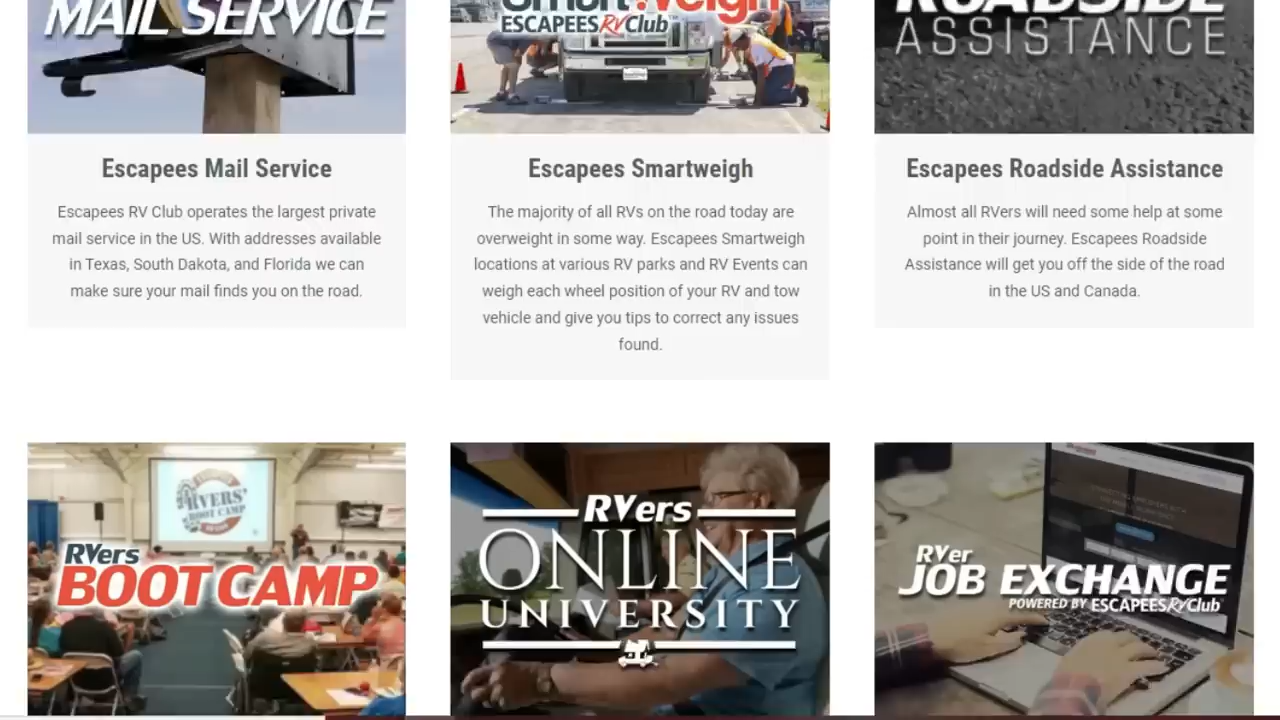 MAIL SERVICE
ESCAPEES RV Club
ROADSIDE
ASSISTANCE
Escapees Mail Service
Escapees RV Club operates the largest private
mail service in the US. With addresses available
in Texas, South Dakota, and Florida we can
make sure your mail finds you on the road.
Escapees Smartweigh
The majority of all RVs on the road today are
overweight in some way. Escapees Smartweigh
locations at various RV parks and RV Events can
weigh each wheel position of your RV and tow
vehicle and give you tips to correct any issues
found.
Escapees Roadside Assistance
Almost all RVers will need some help at some
point in their journey. Escapees Roadside
Assistance will get you off the side of the road
in the US and Canada.
RVERS'
BOOT CAMP
RVers
BOOT CAMP
RVers
ONLINE
UNIVERSITY
RVer
JOB EXCHANGE
POWERED BY ESCAPEES RV Club